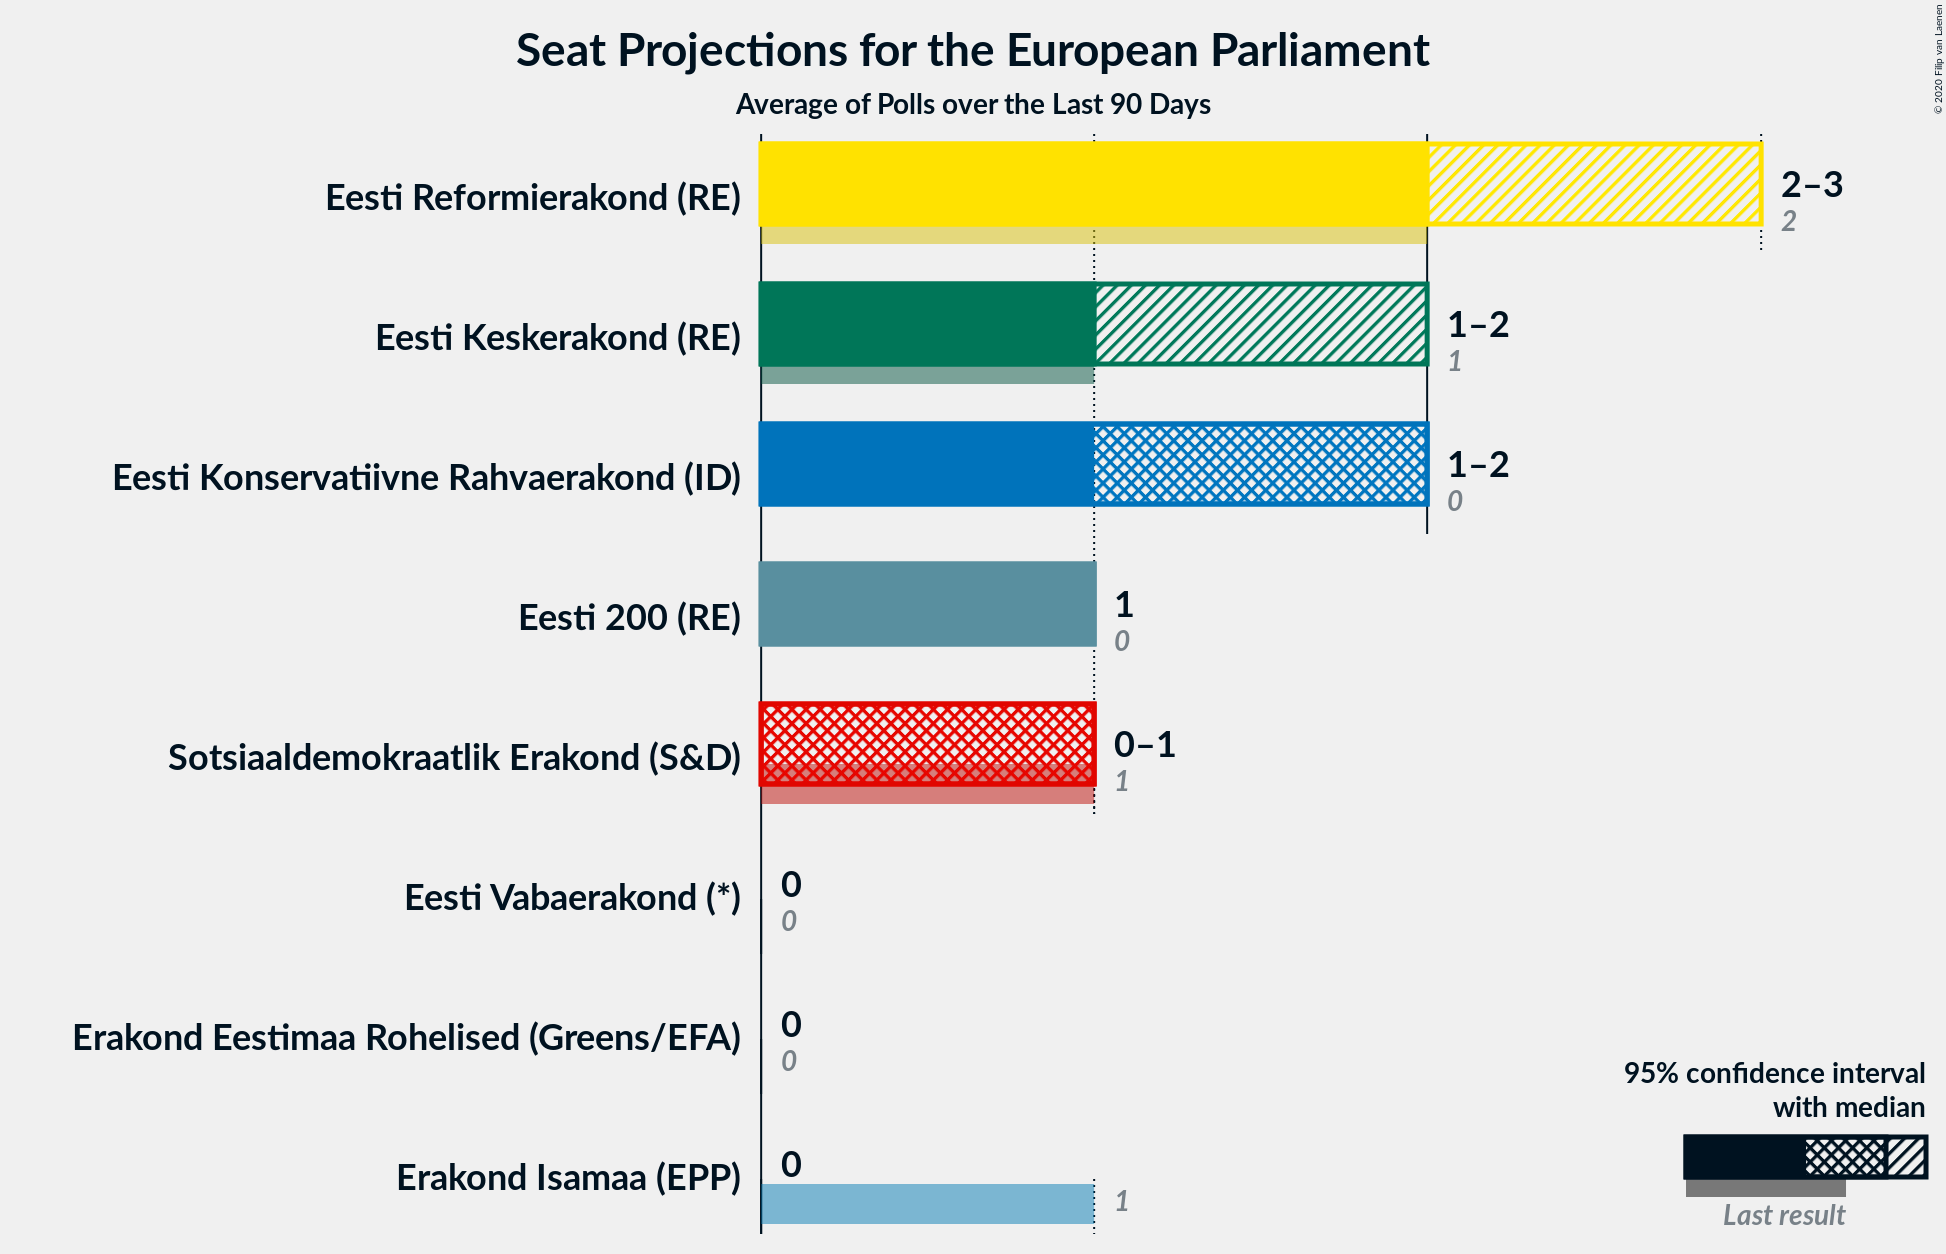 Seat Projections for the European Parliament
Average of Polls over the Last 90 Days
© 2020 Filip van Laenen
Eesti Reformierakond (RE)
2–3
2
Eesti Keskerakond (RE)
1–2
1
Eesti Konservatiivne Rahvaerakond (ID)
1–2
0
Eesti 200 (RE)
1
0
Sotsiaaldemokraatlik Erakond (S&D)
0–1
1
Eesti Vabaerakond (*)
0
0
Erakond Eestimaa Rohelised (Greens/EFA)
0
0
Erakond Isamaa (EPP)
0
1
95% confidence interval
with median
Last result